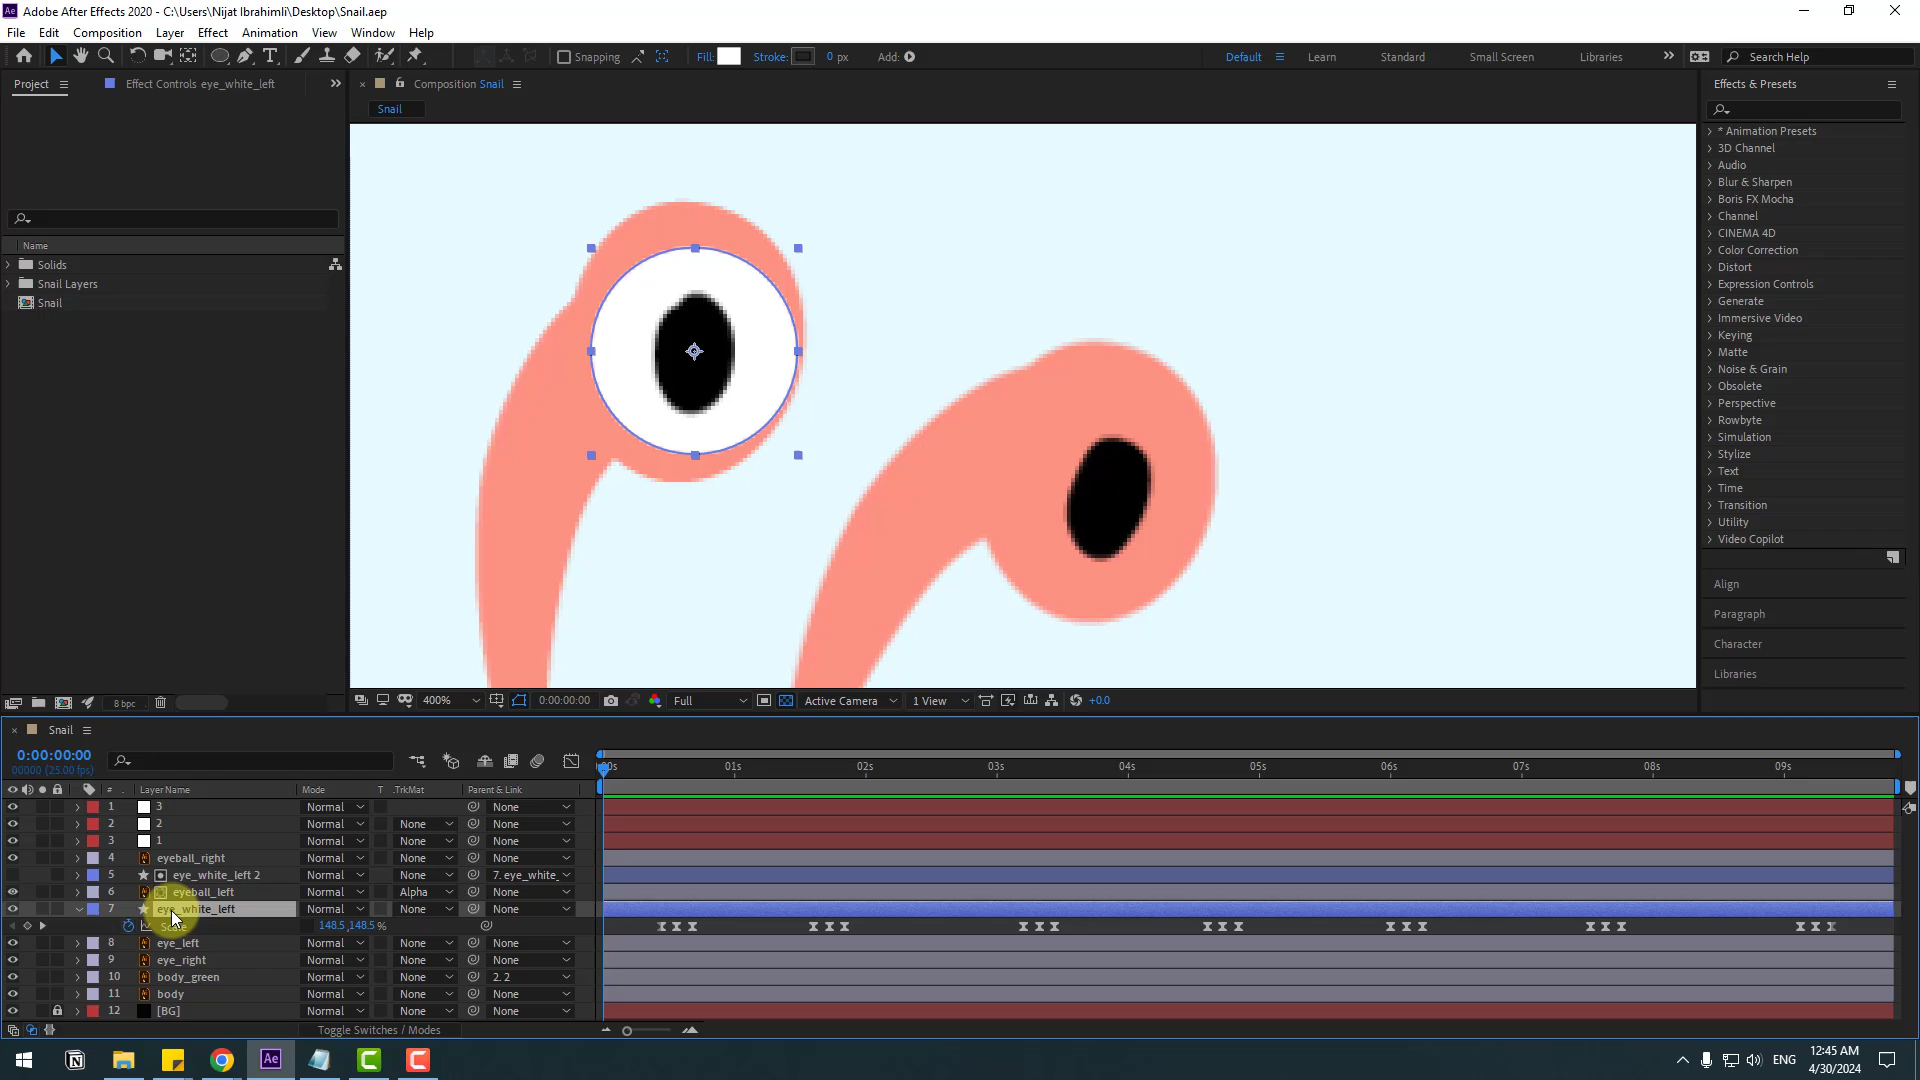 Adobe After Effects 2020 - C:\Users\Nijat Ibrahimli\Desktop\Snail.aep
File Edit Composition Layer Effect Animation View Window Help
Snapping Fill: Stroke: 0 px Add: Default Learn Standard Small Screen Libraries Search Help
Project Effect Controls eye_white_left Composition Snail Effects & Presets
Snail
* Animation Presets
3D Channel
Audio
Blur & Sharpen
Boris FX Mocha
Channel
CINEMA 4D
Color Correction
Distort
Expression Controls
Generate
Immersive Video
Keying
Matte
Noise & Grain
Obsolete
Perspective
Rowbyte
Simulation
Stylize
Text
Time
Transition
Utility
Video Copilot
Align
Paragraph
Character
Libraries
Name
Solids
Snail Layers
Snail
8 bpc 400% 0:00:00:00 Full Active Camera 1 View +0.0
Snail
0:00:00:00
00000 (25.00 fps)
01s 02s 03s 04s 05s 06s 07s 08s 09s
# Layer Name Mode T .TrkMat Parent & Link
1 3 Normal None
2 2 Normal None None
3 1 Normal None None
4 eyeball_right Normal None None
5 eye_white_left 2 Normal None 7. eye_white_
6 eyeball_left Normal Alpha None
7 eye_white_left Normal None None
148.5,148.5 %
8 eye_left Normal None None
9 eye_right Normal None None
10 body_green Normal None 2. 2
11 body Normal None None
12 [BG] Normal None None
Toggle Switches / Modes
ENG 12:45 AM
4/30/2024